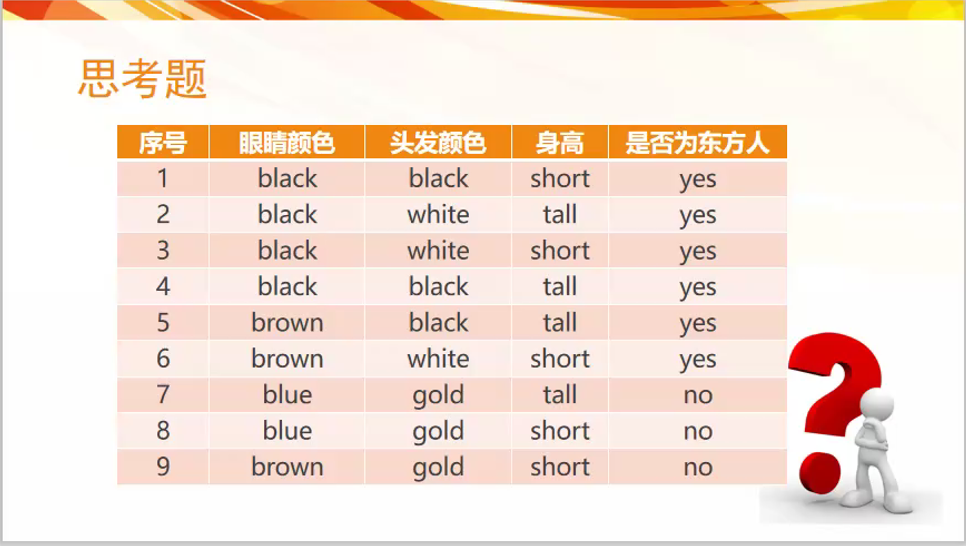 思考题
序号 眼睛颜色 头发颜色 身高 是否为东方人
1 black black short yes
2 black white tall yes
3 black white short yes
4 black black tall yes
5 brown black tall yes
6 brown white short yes
7 blue gold tall no
8 blue gold short no
9 brown gold short no